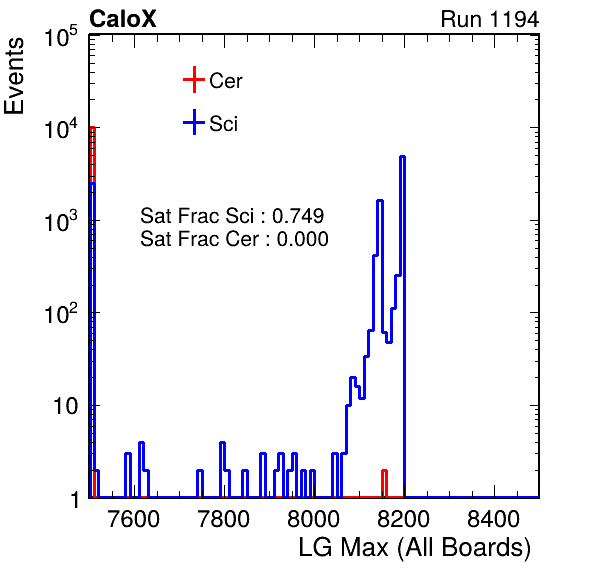 CaloX Run 1194
Events
10^5
10^4
10^3
10^2
10
1
Cer
Sci
Sat Frac Sci : 0.749
Sat Frac Cer : 0.000
7600 7800 8000 8200 8400
LG Max (All Boards)